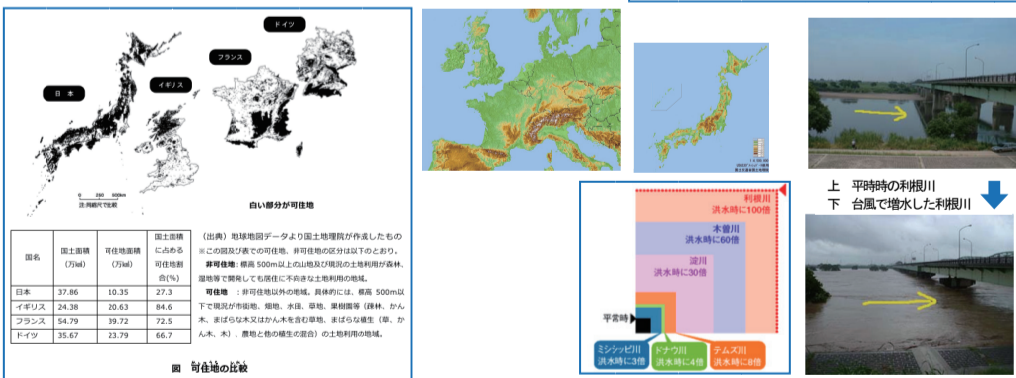 ドイツ
フランス
イギリス
日 本
0 250 500km
注:同縮尺で比較
白い部分が可住地
国名
国土面積
(万㎢)
可住地面積
(万㎢)
国土面積
に占める
可住地割
合(%)
日本 37.86 10.35 27.3
イギリス 24.38 20.63 84.6
フランス 54.79 39.72 72.5
ドイツ 35.67 23.79 66.7
(出典)地球地図データより国土地理院が作成したもの
※この図及び表での可住地、非可住地の区分は以下のとおり。
非可住地:標高 500m以上の山地及び現況の土地利用が森林、
湿地等で開発しても居住に不向きな土地利用の地域。
可住地 :非可住地以外の地域。具体的には、標高 500m以
下で現況が市街地、畑地、水田、草地、果樹園等(疎林、かん
木、まばらな木又はかん木を含む草地、まばらな植生(草、か
ん木、木)、農地と他の植生の混合)の土地利用の地域。
図 可住地の比較
かじゅうち ひかく
利根川
洪水時に100倍
木曽川
洪水時に60倍
淀川
洪水時に30倍
平常時
ミシシッピ川
洪水時に3倍
ドナウ川
洪水時に4倍
テムズ川
洪水時に8倍
上 平時時の利根川
下 台風で増水した利根川